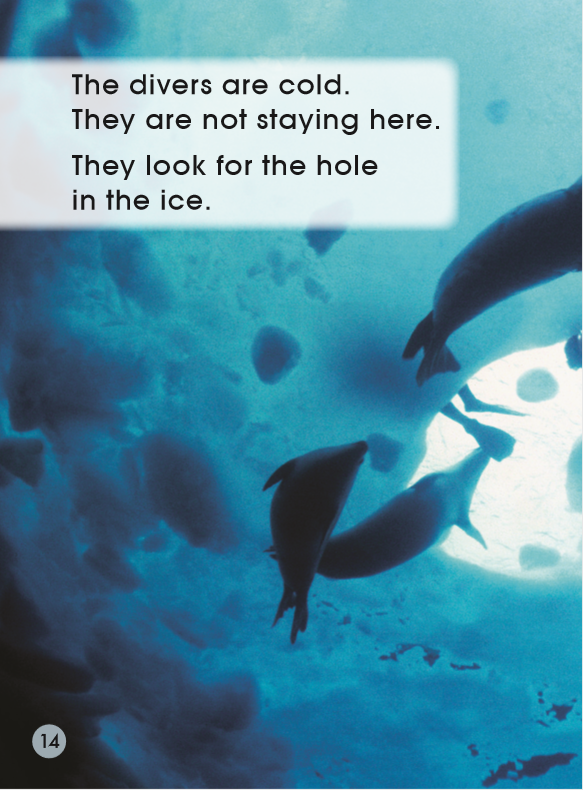 The divers are cold.
They are not staying here.
They look for the hole
in the ice.
14